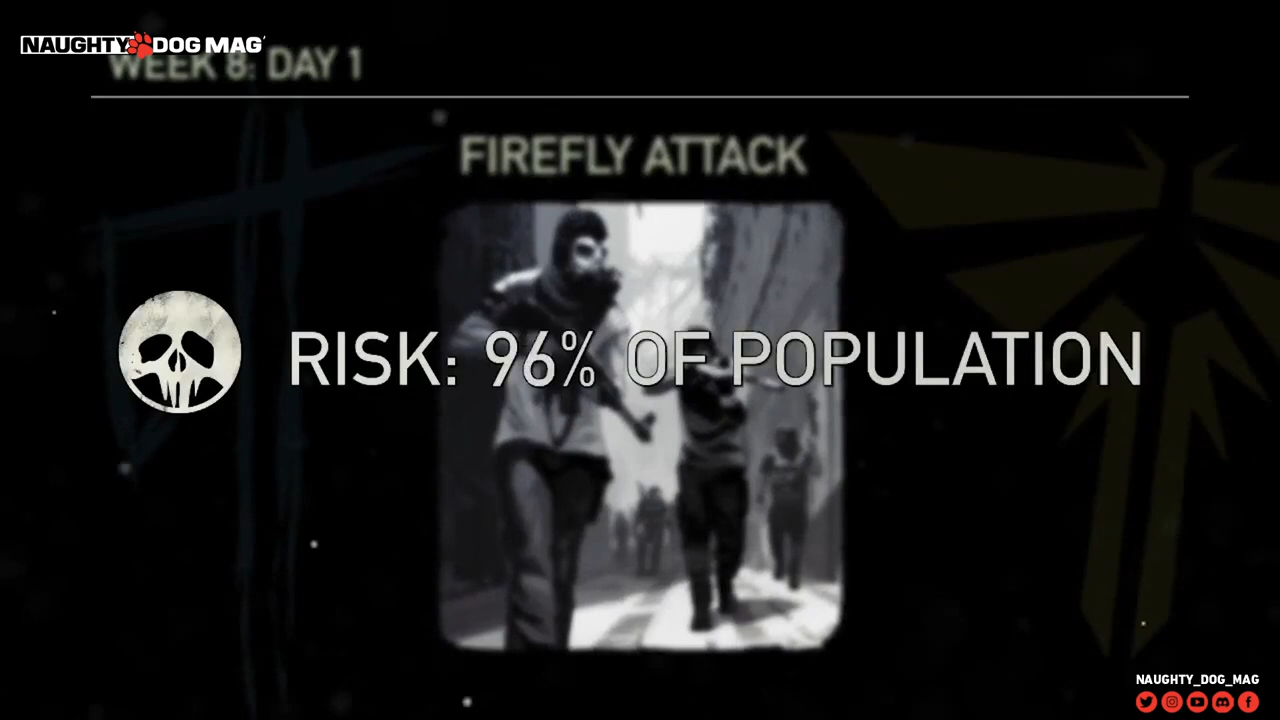 NAUGHTY DOG MAG
WEEK 8: DAY 1
FIREFLY ATTACK
RISK: 96% OF POPULATION
NAUGHTY_DOG_MAG